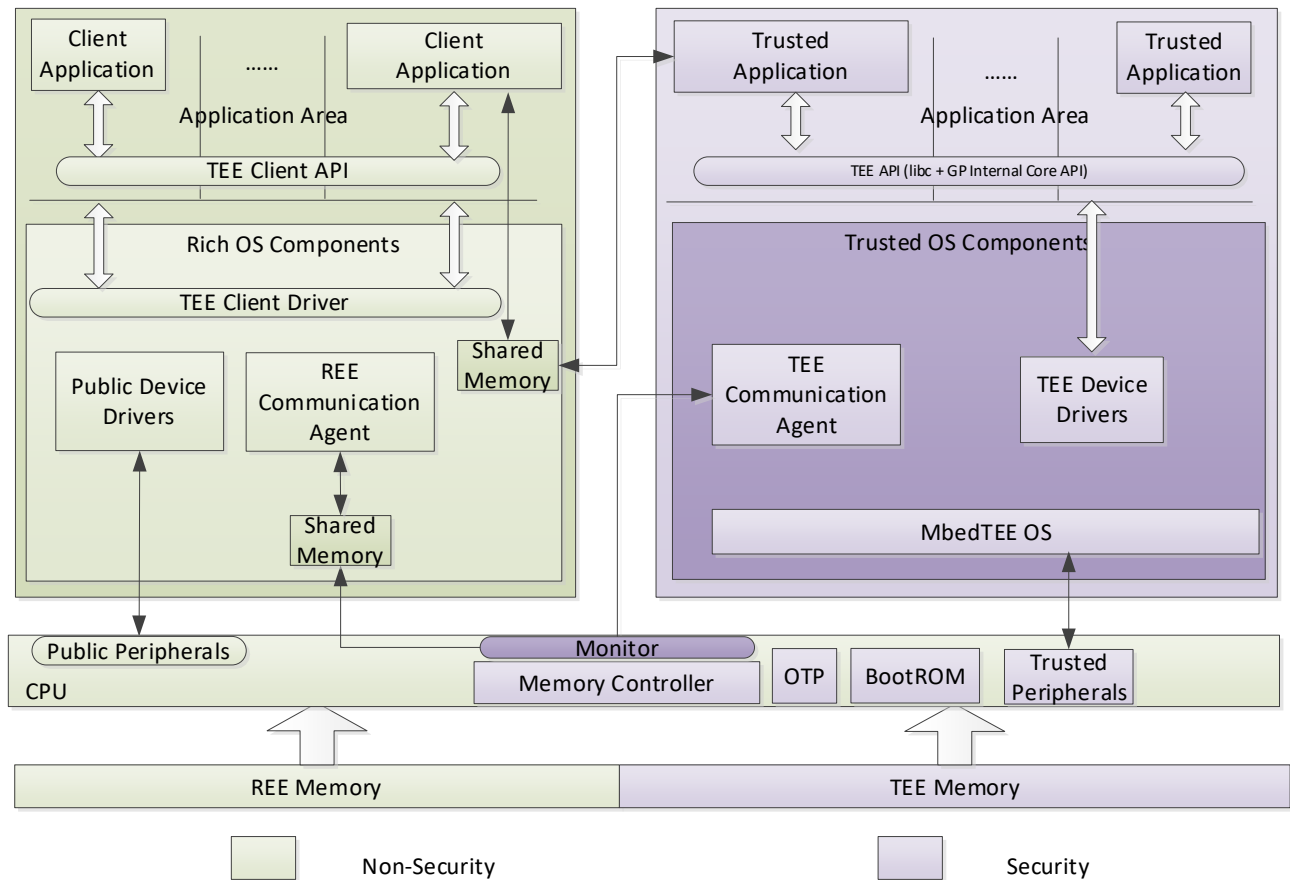 Client
Application
......
Client
Application
Application Area
TEE Client API
Rich OS Components
TEE Client Driver
Public Device
Drivers
REE
Communication
Agent
Shared
Memory
Shared
Memory
Trusted
Application
......
Trusted
Application
Application Area
TEE API (libc + GP Internal Core API)
Trusted OS Components
TEE
Communication
Agent
TEE Device
Drivers
MbedTEE OS
Public Peripherals
CPU
Monitor
Memory Controller
OTP
BootROM
Trusted
Peripherals
REE Memory
TEE Memory
Non-Security
Security